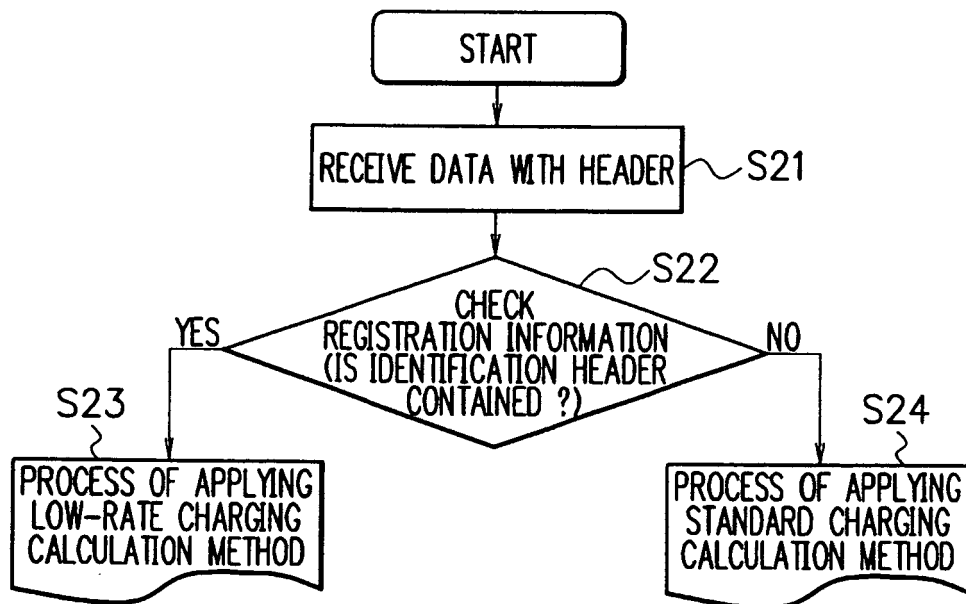 START
RECEIVE DATA WITH HEADER
S21
S22
CHECK
REGISTRATION INFORMATION
(IS IDENTIFICATION HEADER
CONTAINED ?)
YES
NO
S23
S24
PROCESS OF APPLYING
LOW-RATE CHARGING
CALCULATION METHOD
PROCESS OF APPLYING
STANDARD CHARGING
CALCULATION METHOD